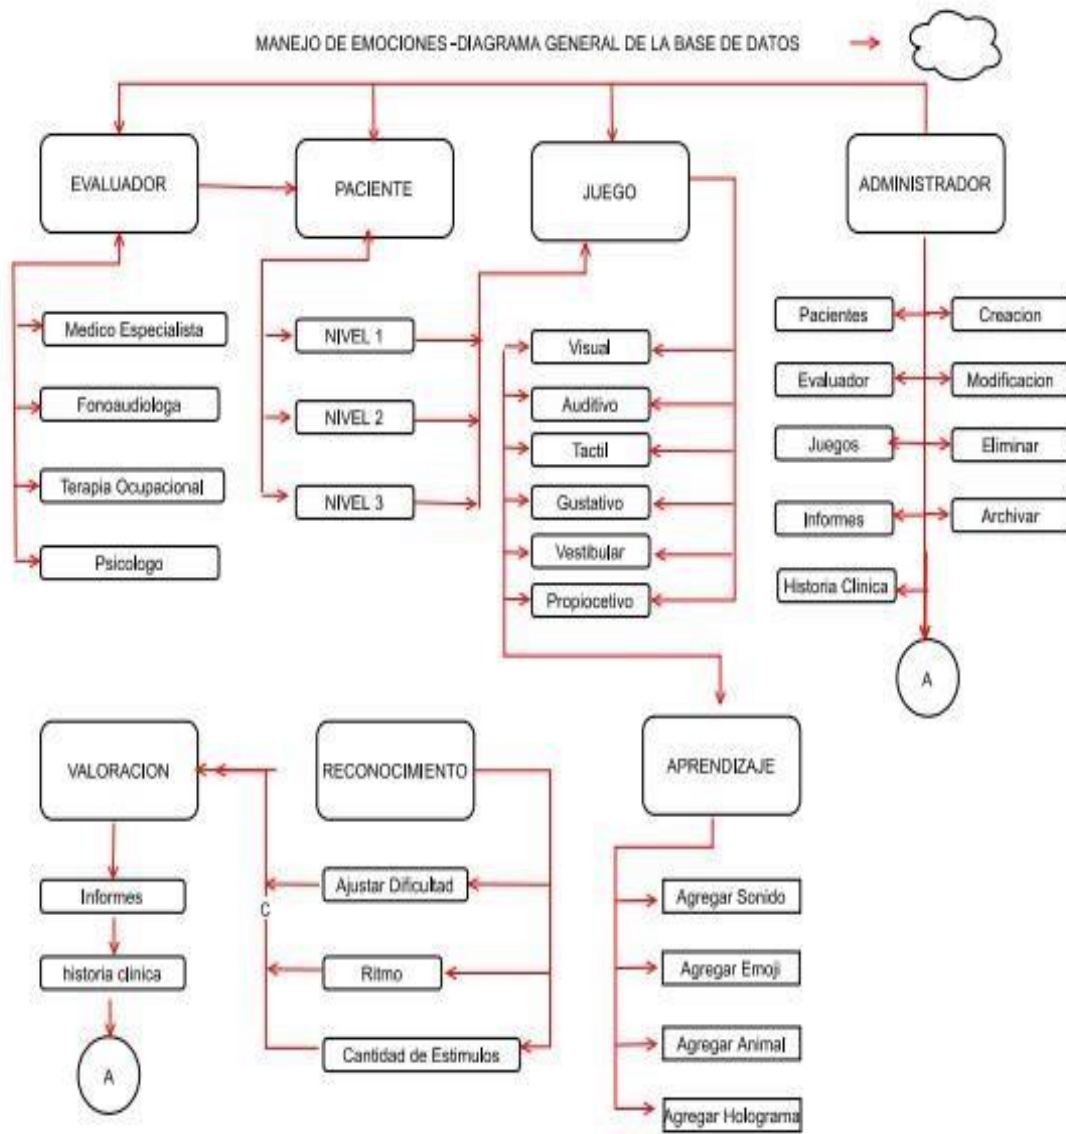 MANEJO DE EMOCIONES -DIAGRAMA GENERAL DE LA BASE DE DATOS
EVALUADOR
PACIENTE
JUEGO
ADMINISTRADOR
Medico Especialista
Fonoaudiologa
Terapia Ocupacional
Psicologo
NIVEL 1
NIVEL 2
NIVEL 3
Visual
Auditivo
Tactil
Gustativo
Vestibular
Propiocetivo
Pacientes
Creacion
Evaluador
Modificacion
Juegos
Eliminar
Informes
Archivar
Historia Clinica
A
VALORACION
RECONOCIMIENTO
APRENDIZAJE
Informes
historia clinica
A
C
Ajustar Dificultad
Ritmo
Cantidad de Estimulos
Agregar Sonido
Agregar Emoji
Agregar Animal
Agregar Holograma